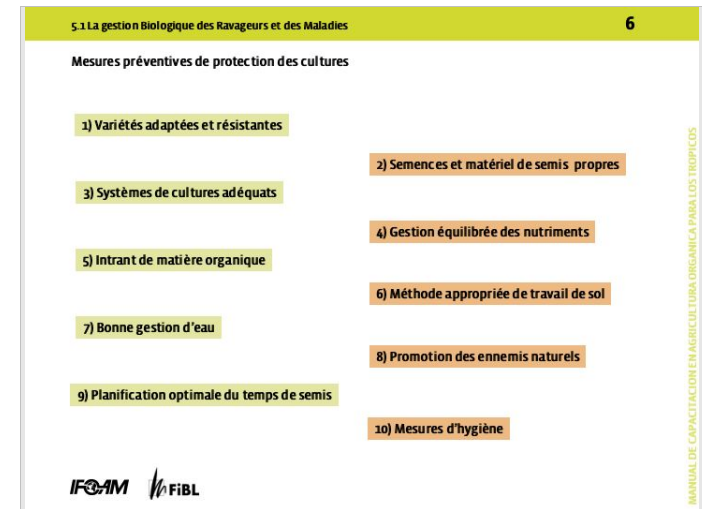 5.1 La gestion Biologique des Ravageurs et des Maladies
6
Mesures préventives de protection des cultures
1) Variétés adaptées et résistantes
2) Semences et matériel de semis propres
3) Systèmes de cultures adéquats
4) Gestion équilibrée des nutriments
5) Intrant de matière organique
6) Méthode appropriée de travail de sol
7) Bonne gestion d'eau
8) Promotion des ennemis naturels
9) Planification optimale du temps de semis
10) Mesures d'hygiène
IFOAM
FiBL
MANUAL DE CAPACITACION EN AGRICULTURA ORGANICA PARA LOS TROPICOS